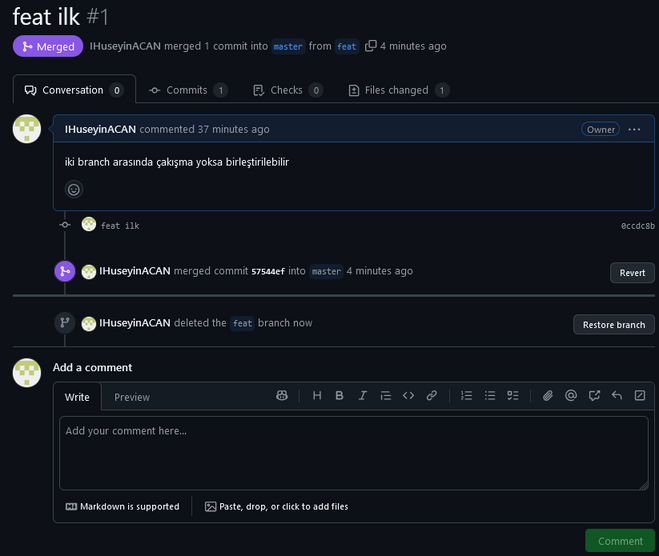 feat ilk #1
Merged IHuseyinACAN merged 1 commit into master from feat 4 minutes ago
Conversation 0 Commits 1 Checks 0 Files changed 1
IHuseyinACAN commented 37 minutes ago Owner ...
iki branch arasında çakışma yoksa birleştirilebilir
feat ilk 0ccdc8b
IHuseyinACAN merged commit 57544ef into master 4 minutes ago Revert
IHuseyinACAN deleted the feat branch now Restore branch
Add a comment
Write Preview
Add your comment here...
Markdown is supported Paste, drop, or click to add files
Comment